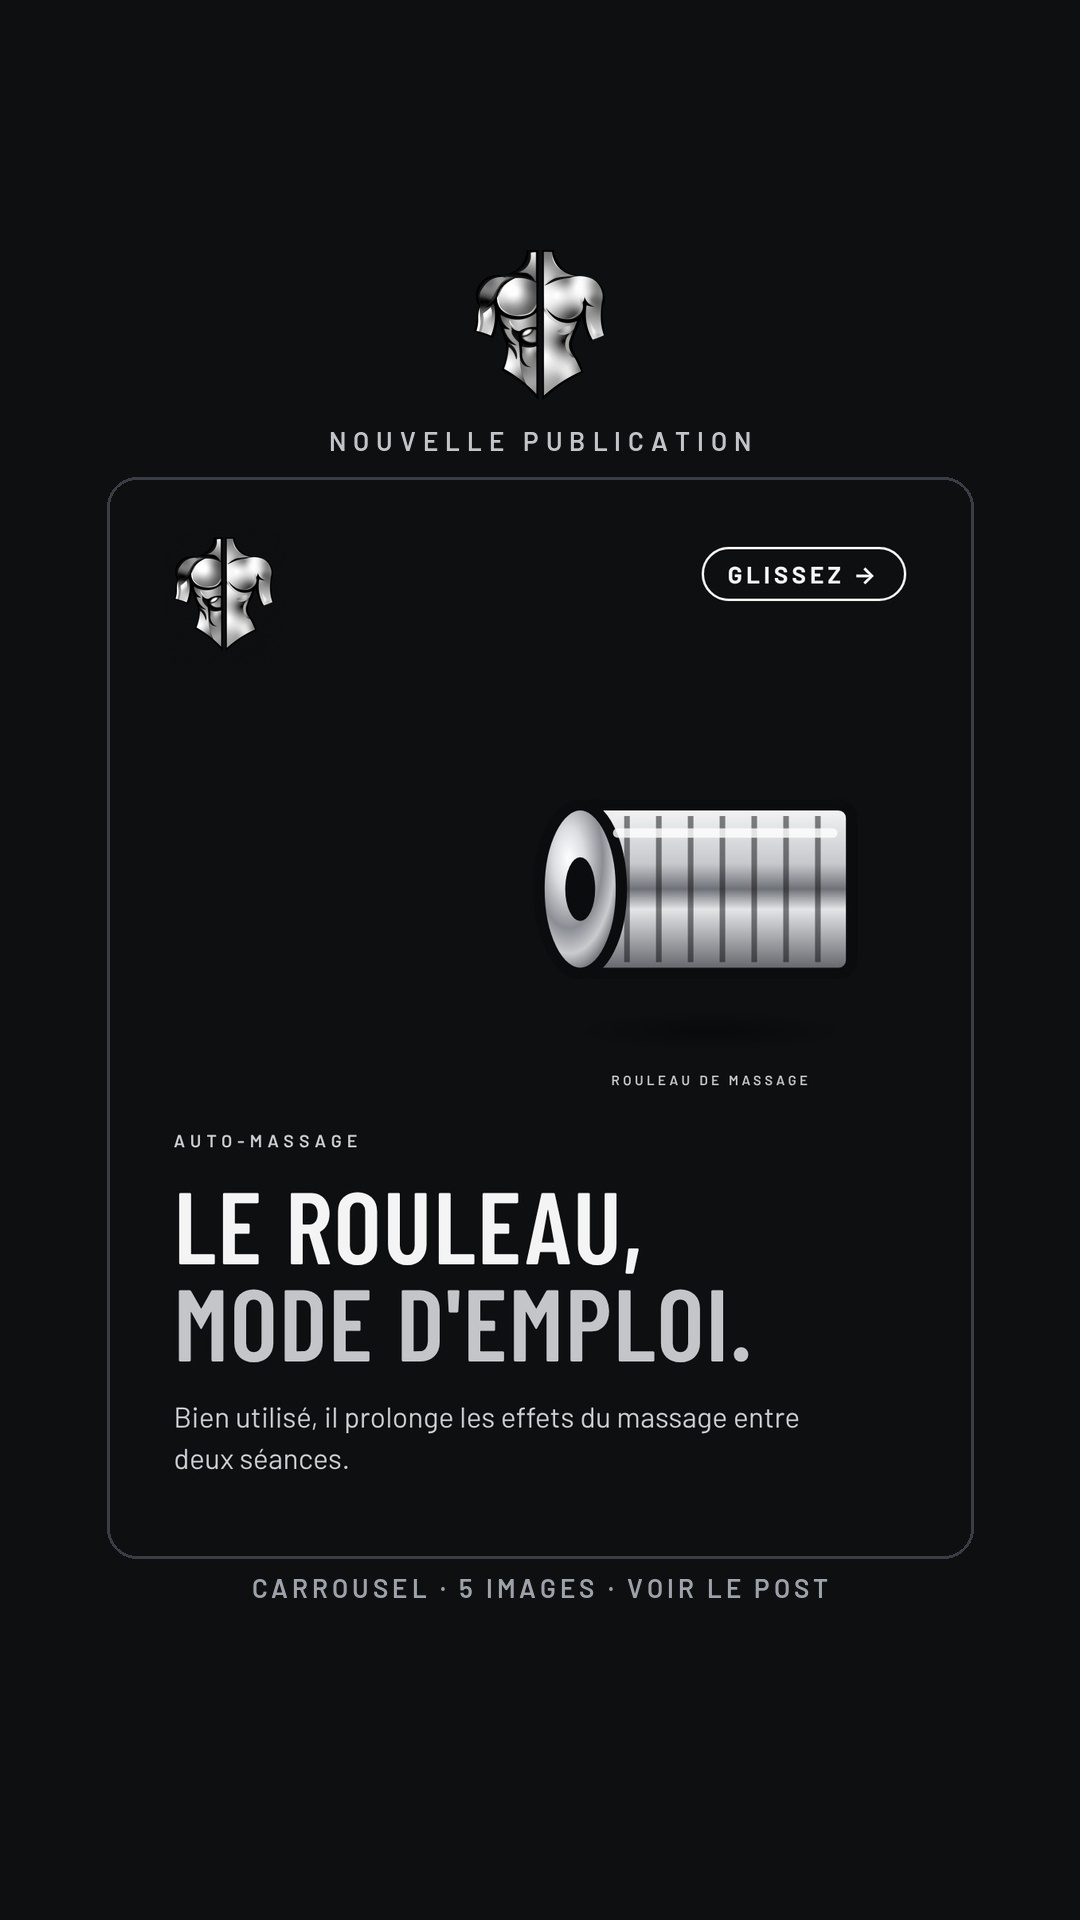 NOUVELLE PUBLICATION
GLISSEZ →
ROULEAU DE MASSAGE
AUTO-MASSAGE
LE ROULEAU,
MODE D'EMPLOI.
Bien utilisé, il prolonge les effets du massage entre
deux séances.
CARROUSEL · 5 IMAGES · VOIR LE POST